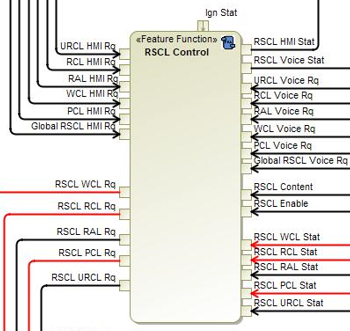 Ign Stat
«Feature Function»
RSCL Control
URCL HMI Rq
RCL HMI Rq
RAL HMI Rq
WCL HMI Rq
PCL HMI Rq
Global RSCL HMI Rq
RSCL WCL Rq
RSCL RCL Rq
RSCL RAL Rq
RSCL PCL Rq
RSCL URCL Rq
RSCL HMI Stat
RSCL Voice Stat
URCL Voice Rq
RCL Voice Rq
RAL Voice Rq
WCL Voice Rq
PCL Voice Rq
Global RSCL Voice Rq
RSCL Content
RSCL Enable
RSCL WCL Stat
RSCL RCL Stat
RSCL RAL Stat
RSCL PCL Stat
RSCL URCL Stat